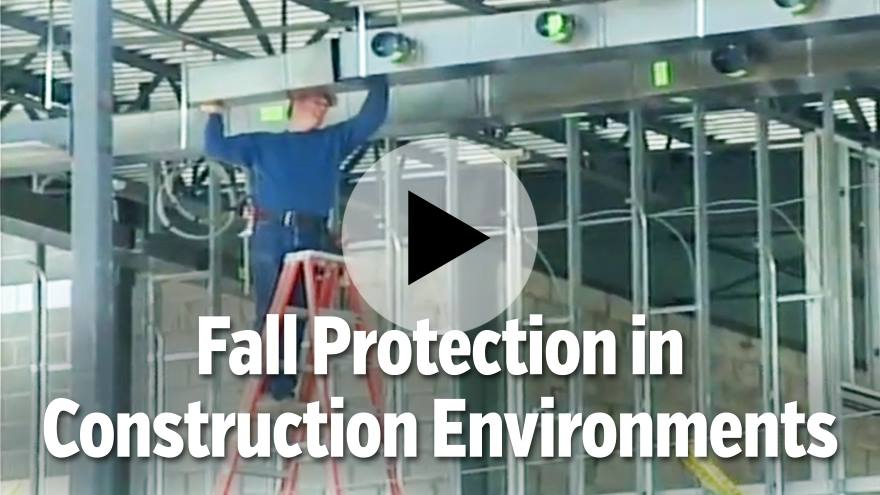 Fall Protection in
Construction Environments